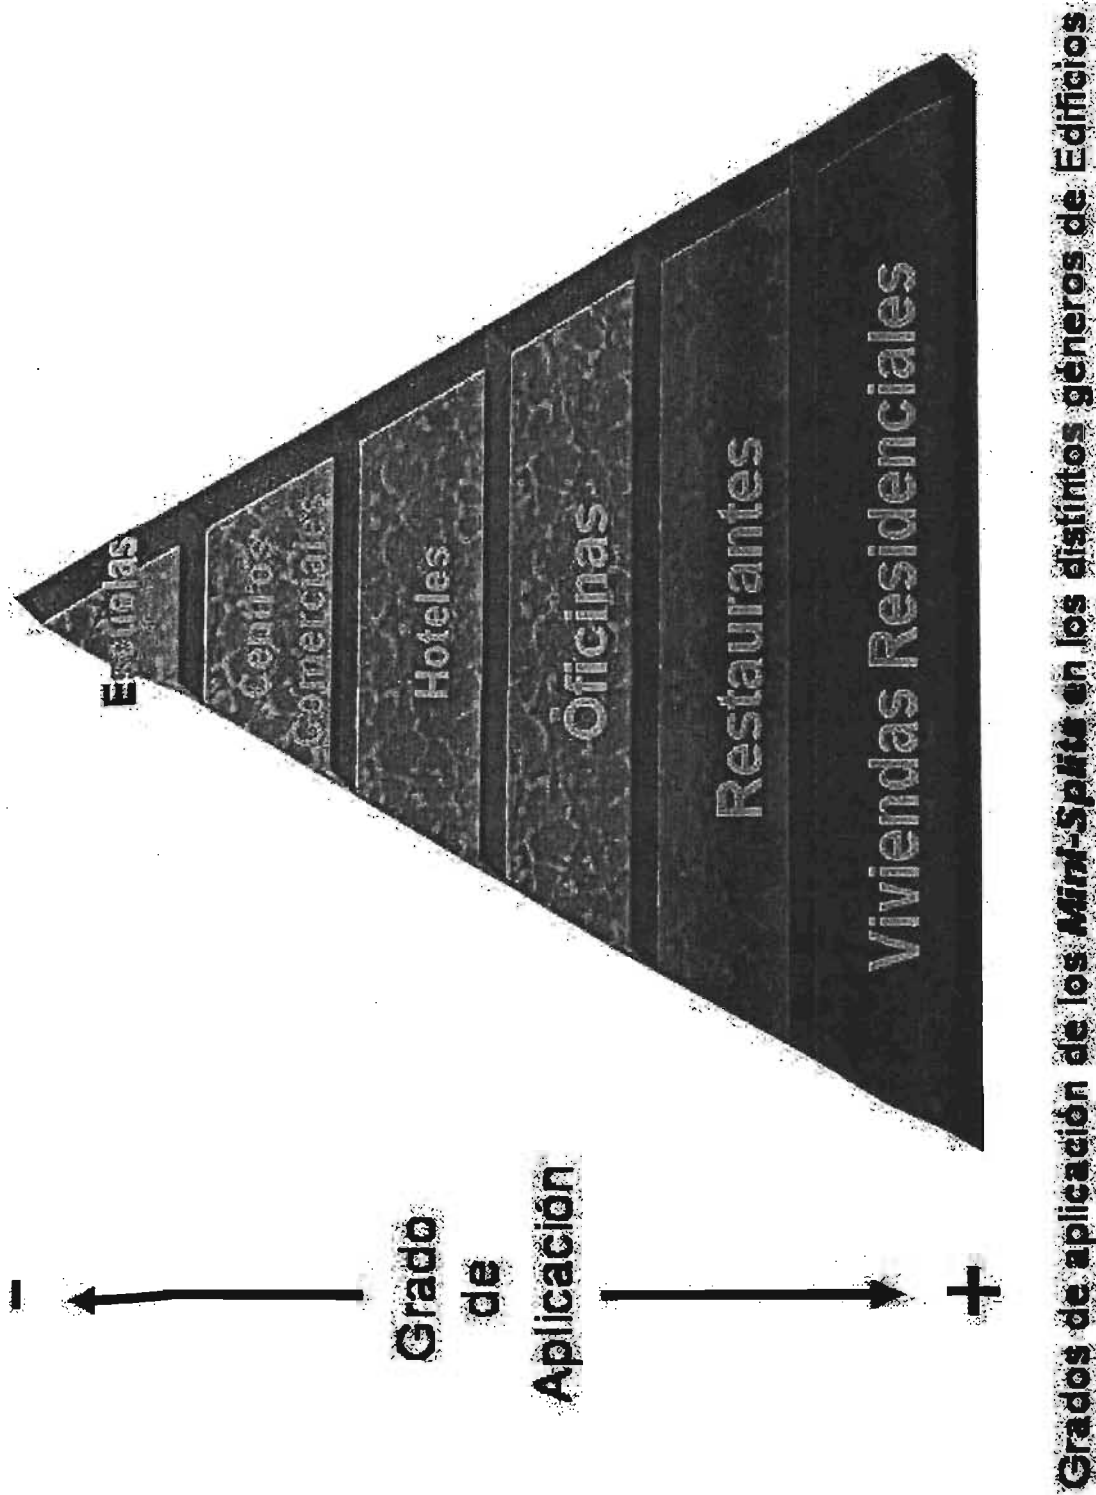 -
Grado
de
Aplicación
+
Escuelas
Centros
Comerciales
Hoteles
Oficinas
Restaurantes
Viviendas Residenciales
Grados de aplicación de los Mini-Splits en los distintos géneros de Edificios